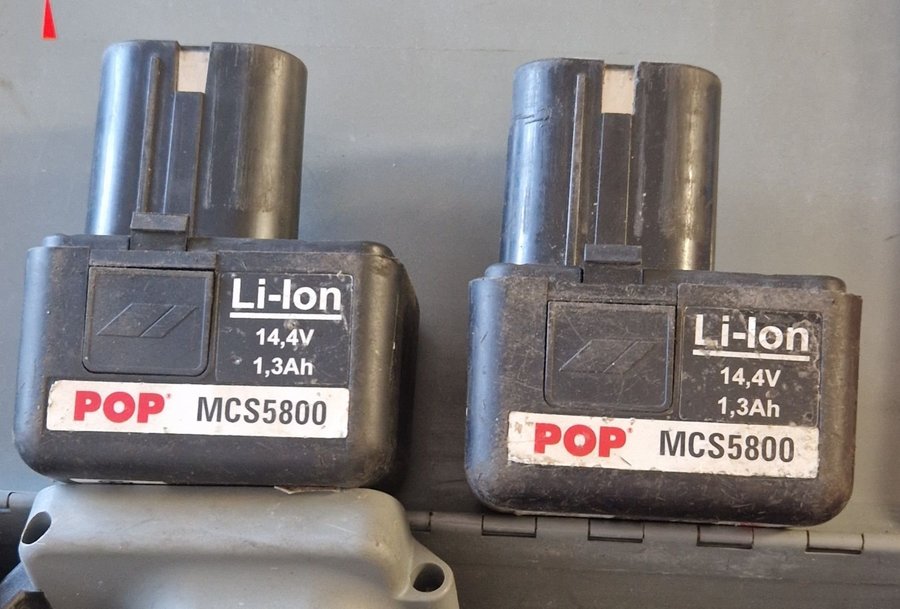 Li-Ion
14,4V
1,3Ah
POP® MCS5800
Li-Ion
14,4V
1,3Ah
POP® MCS5800